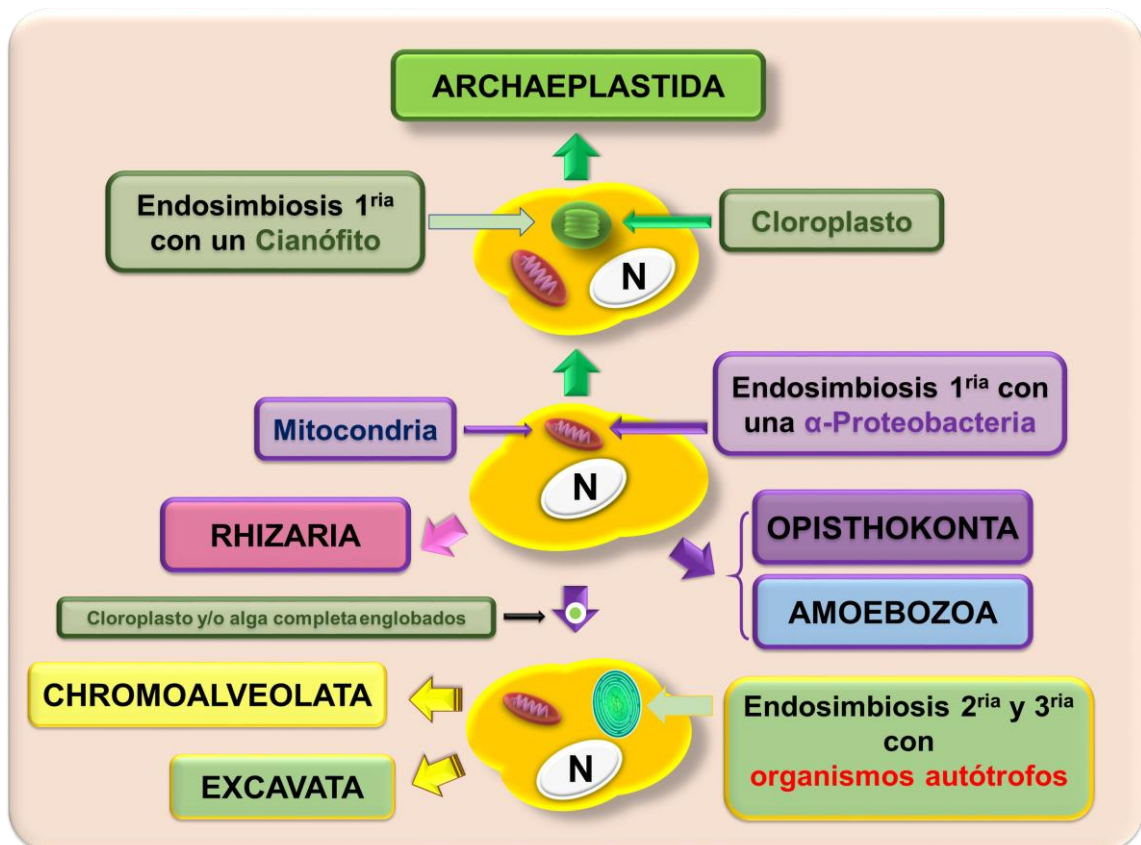 ARCHAEPLASTIDA
Endosimbiosis 1ria
con un Cianófito
Cloroplasto
N
Mitocondria
Endosimbiosis 1ria con
una α-Proteobacteria
N
RHIZARIA
OPISTHOKONTA
AMOEBOZOA
Cloroplasto y/o alga completa englobados
CHROMOALVEOLATA
EXCAVATA
N
Endosimbiosis 2ria y 3ria
con
organismos autótrofos